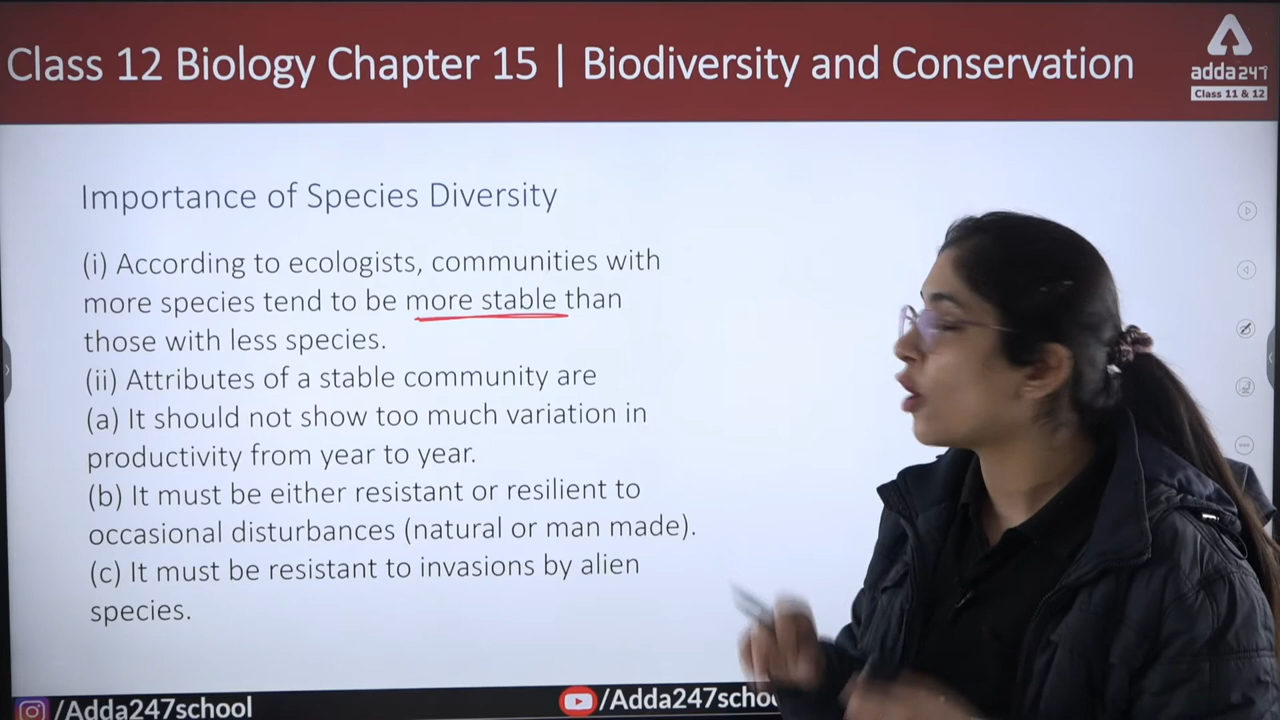 Class 12 Biology Chapter 15 | Biodiversity and Conservation
adda247
Class 11 & 12
Importance of Species Diversity
(i) According to ecologists, communities with
more species tend to be more stable than
those with less species.
(ii) Attributes of a stable community are
(a) It should not show too much variation in
productivity from year to year.
(b) It must be either resistant or resilient to
occasional disturbances (natural or man made).
(c) It must be resistant to invasions by alien
species.
/Adda247school
/Adda247schoo